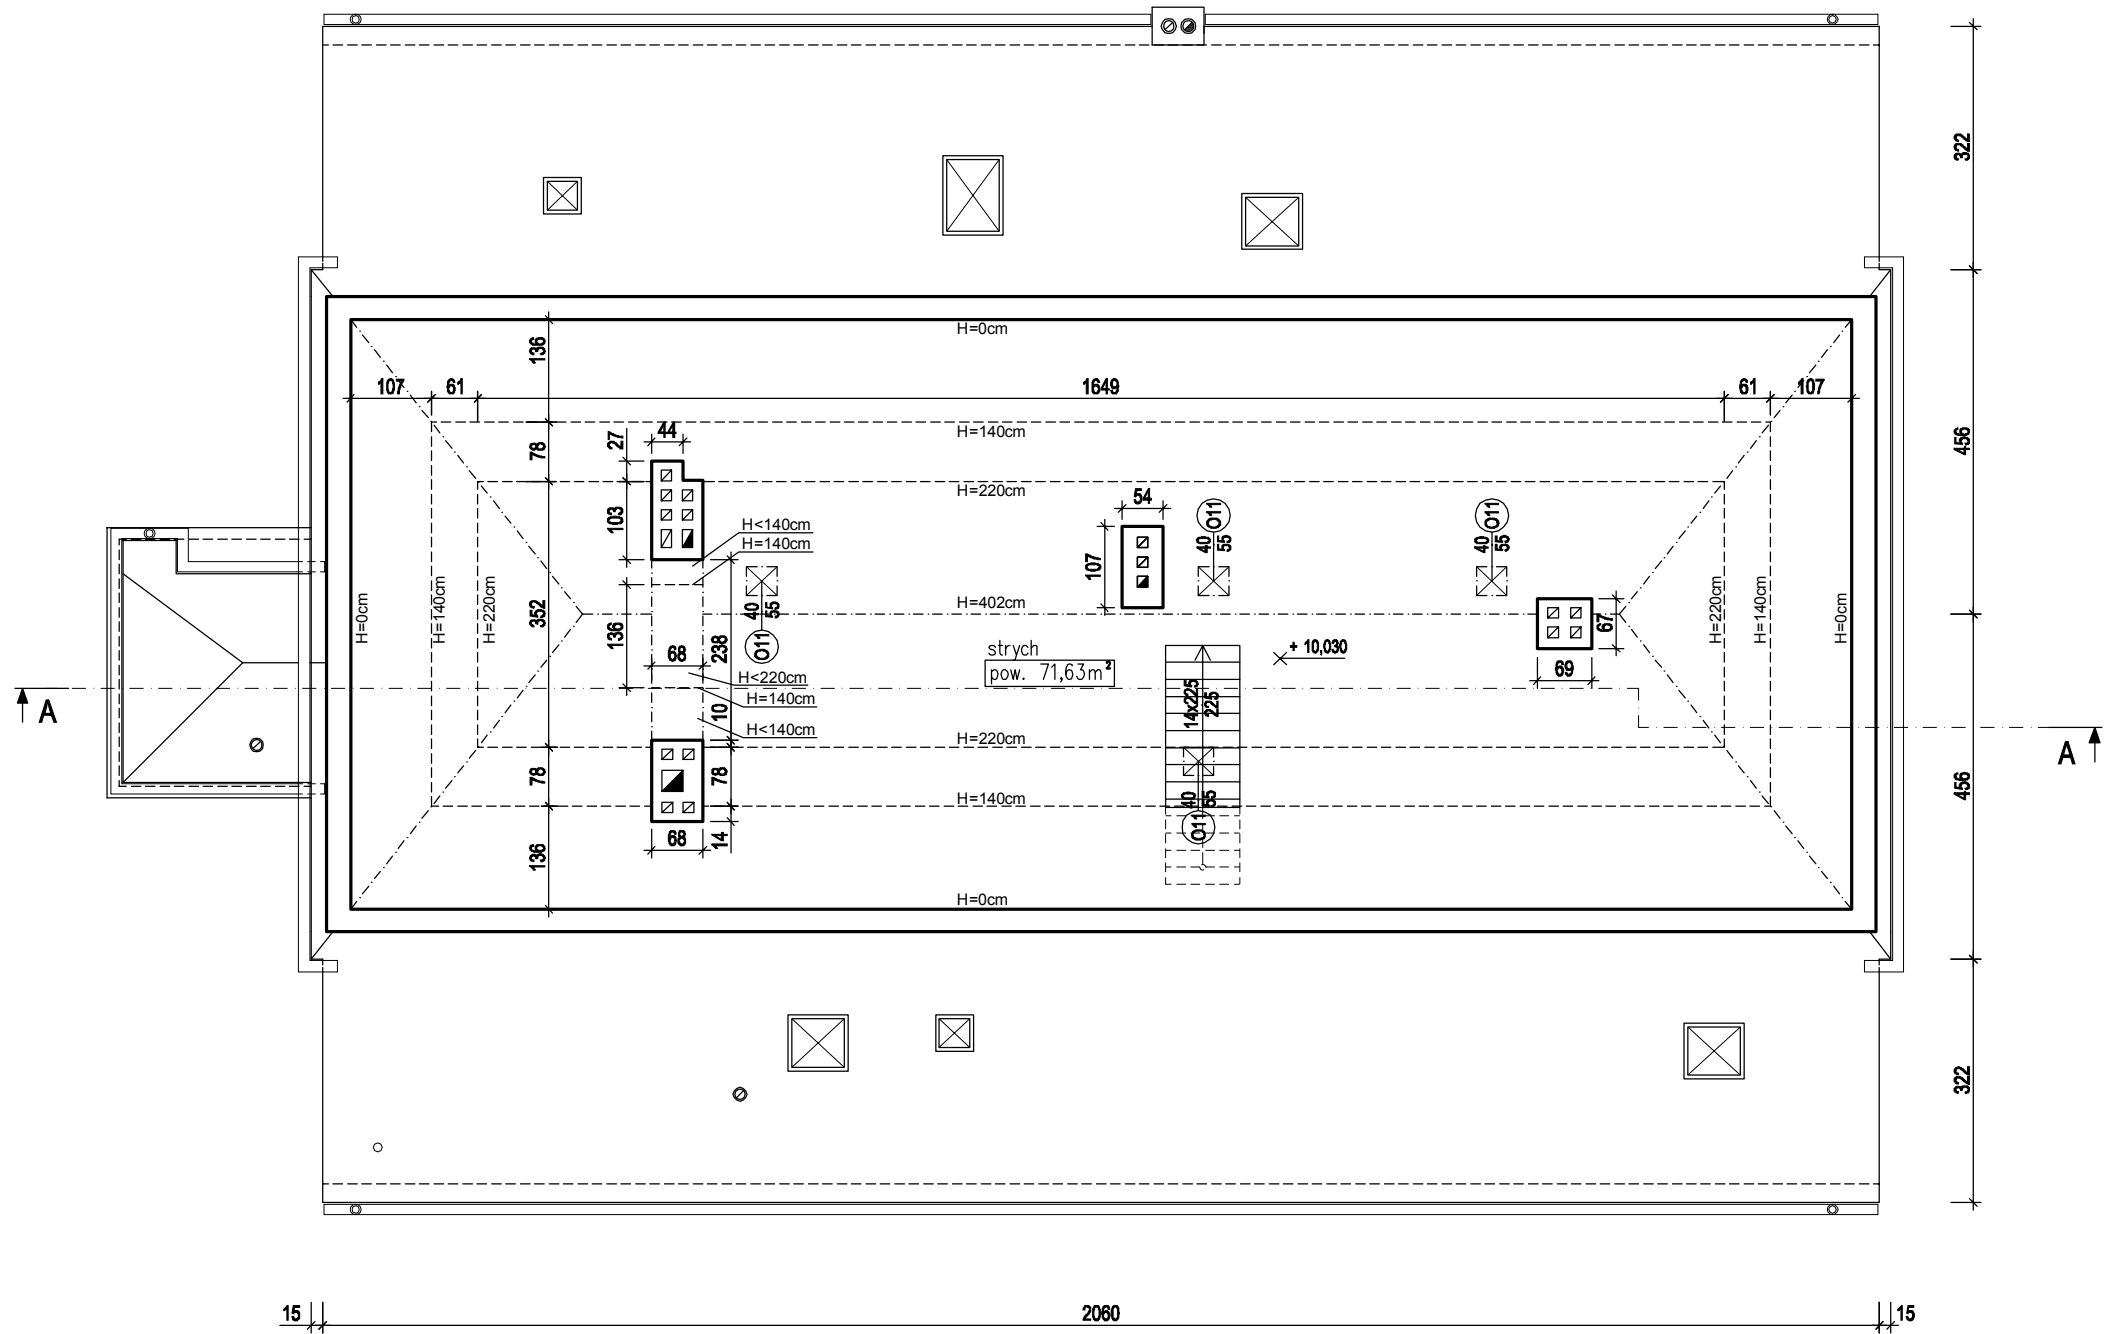 322
H=0cm
136
107
61
1649
61
107
44
27
H=140cm
78
456
H=220cm
54
O11
O11
103
H<140cm
40
55
40
55
H=140cm
107
H=0cm
H=140cm
H=220cm
352
136
40
55
H=402cm
H=220cm
H=140cm
H=0cm
67
68
238
O11
strych
pow. 71,63m²
+ 10,030
69
H<220cm
A
10
H=140cm
14x225
225
H<140cm
H=220cm
A
78
78
40
55
H=140cm
456
O11
136
68
14
H=0cm
322
15
2060
15